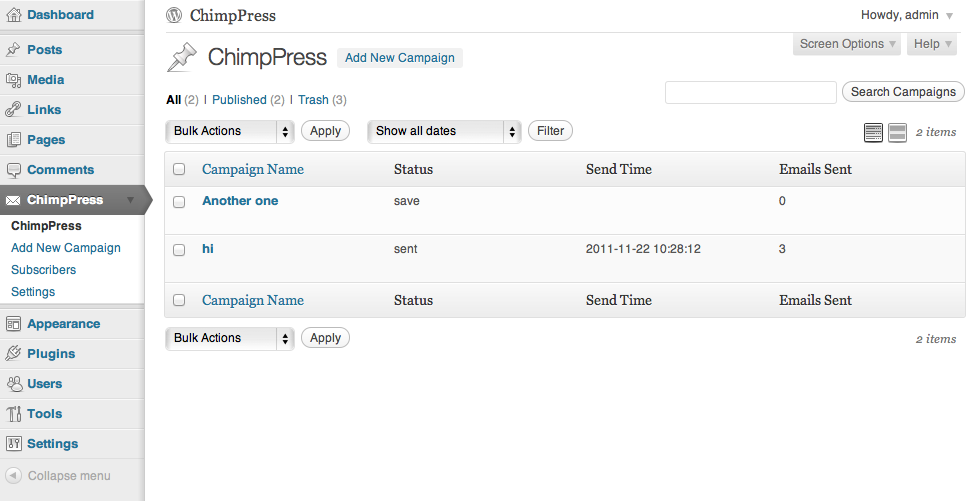 Dashboard
Posts
Media
Links
Pages
Comments
ChimpPress
ChimpPress
Add New Campaign
Subscribers
Settings
Appearance
Plugins
Users
Tools
Settings
Collapse menu
ChimpPress
Howdy, admin
Screen Options
Help
ChimpPress
Add New Campaign
All (2) | Published (2) | Trash (3)
Search Campaigns
Bulk Actions
Apply
Show all dates
Filter
2 items
Campaign Name Status Send Time Emails Sent
Another one save 0
hi sent 2011-11-22 10:28:12 3
Campaign Name Status Send Time Emails Sent
Bulk Actions
Apply
2 items